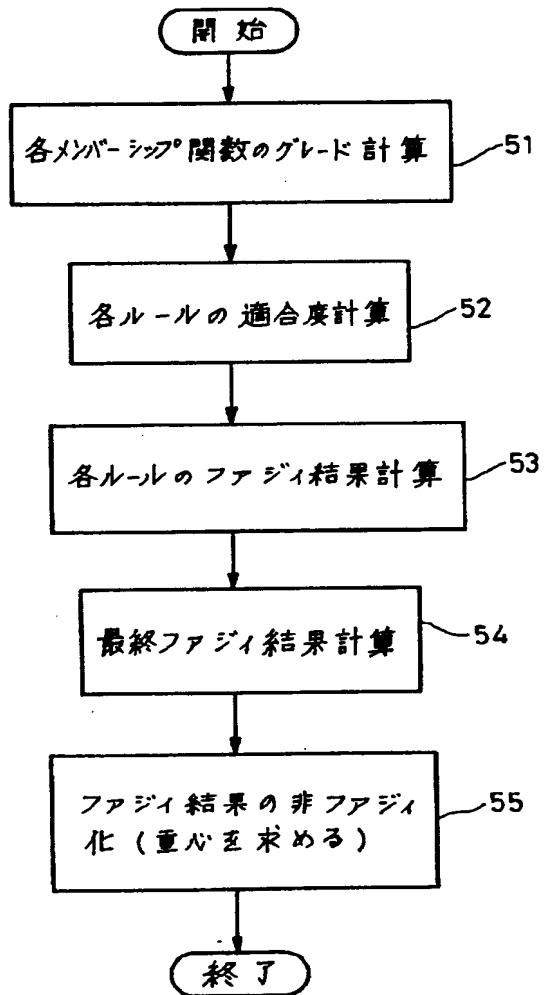 開始
各メンバーシップ関数のグレード計算
51
各ルールの適合度計算
52
各ルールのファジィ結果計算
53
最終ファジィ結果計算
54
ファジィ結果の非ファジィ
化(重心を求める)
55
終了